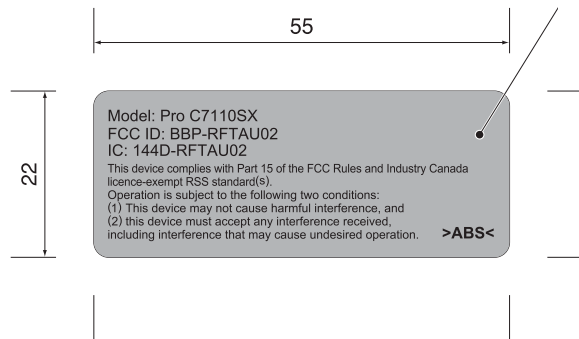 55
22
Model: Pro C7110SX
FCC ID: BBP-RFTAU02
IC: 144D-RFTAU02
This device complies with Part 15 of the FCC Rules and Industry Canada
licence-exempt RSS standard(s).
Operation is subject to the following two conditions:
(1) This device may not cause harmful interference, and
(2) this device must accept any interference received,
including interference that may cause undesired operation.
>ABS<